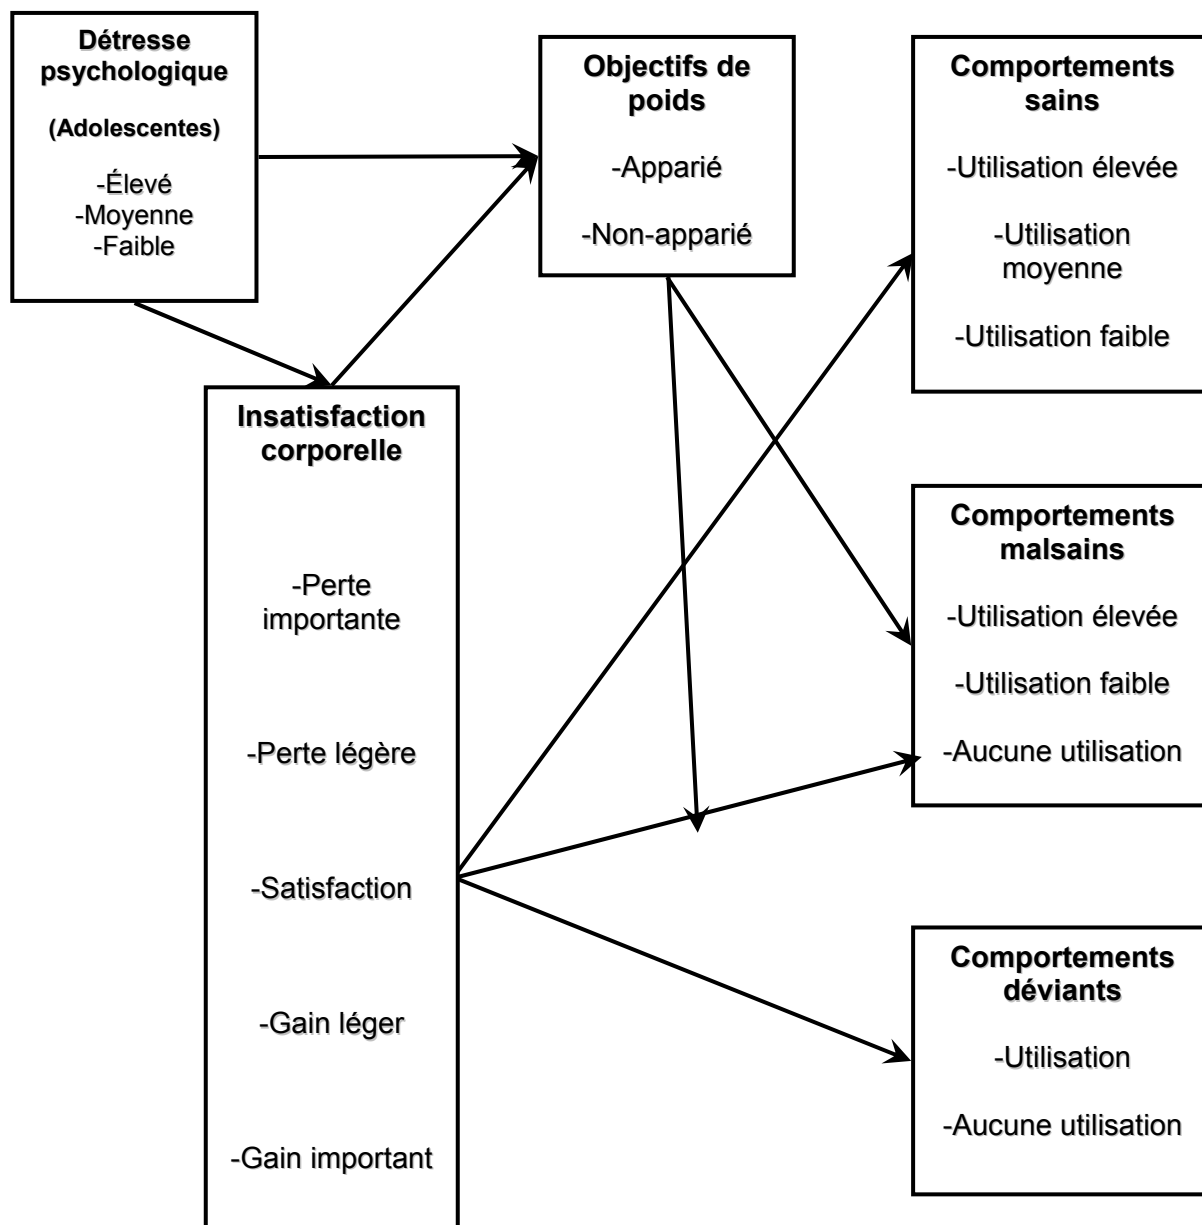 Détresse
psychologique
(Adolescentes)
-Élevé
-Moyenne
-Faible
Objectifs de
poids
-Apparié
-Non-apparié
Comportements
sains
-Utilisation élevée
-Utilisation
moyenne
-Utilisation faible
Insatisfaction
corporelle
-Perte
importante
-Perte légère
-Satisfaction
-Gain léger
-Gain important
Comportements
malsains
-Utilisation élevée
-Utilisation faible
-Aucune utilisation
Comportements
déviants
-Utilisation
-Aucune utilisation